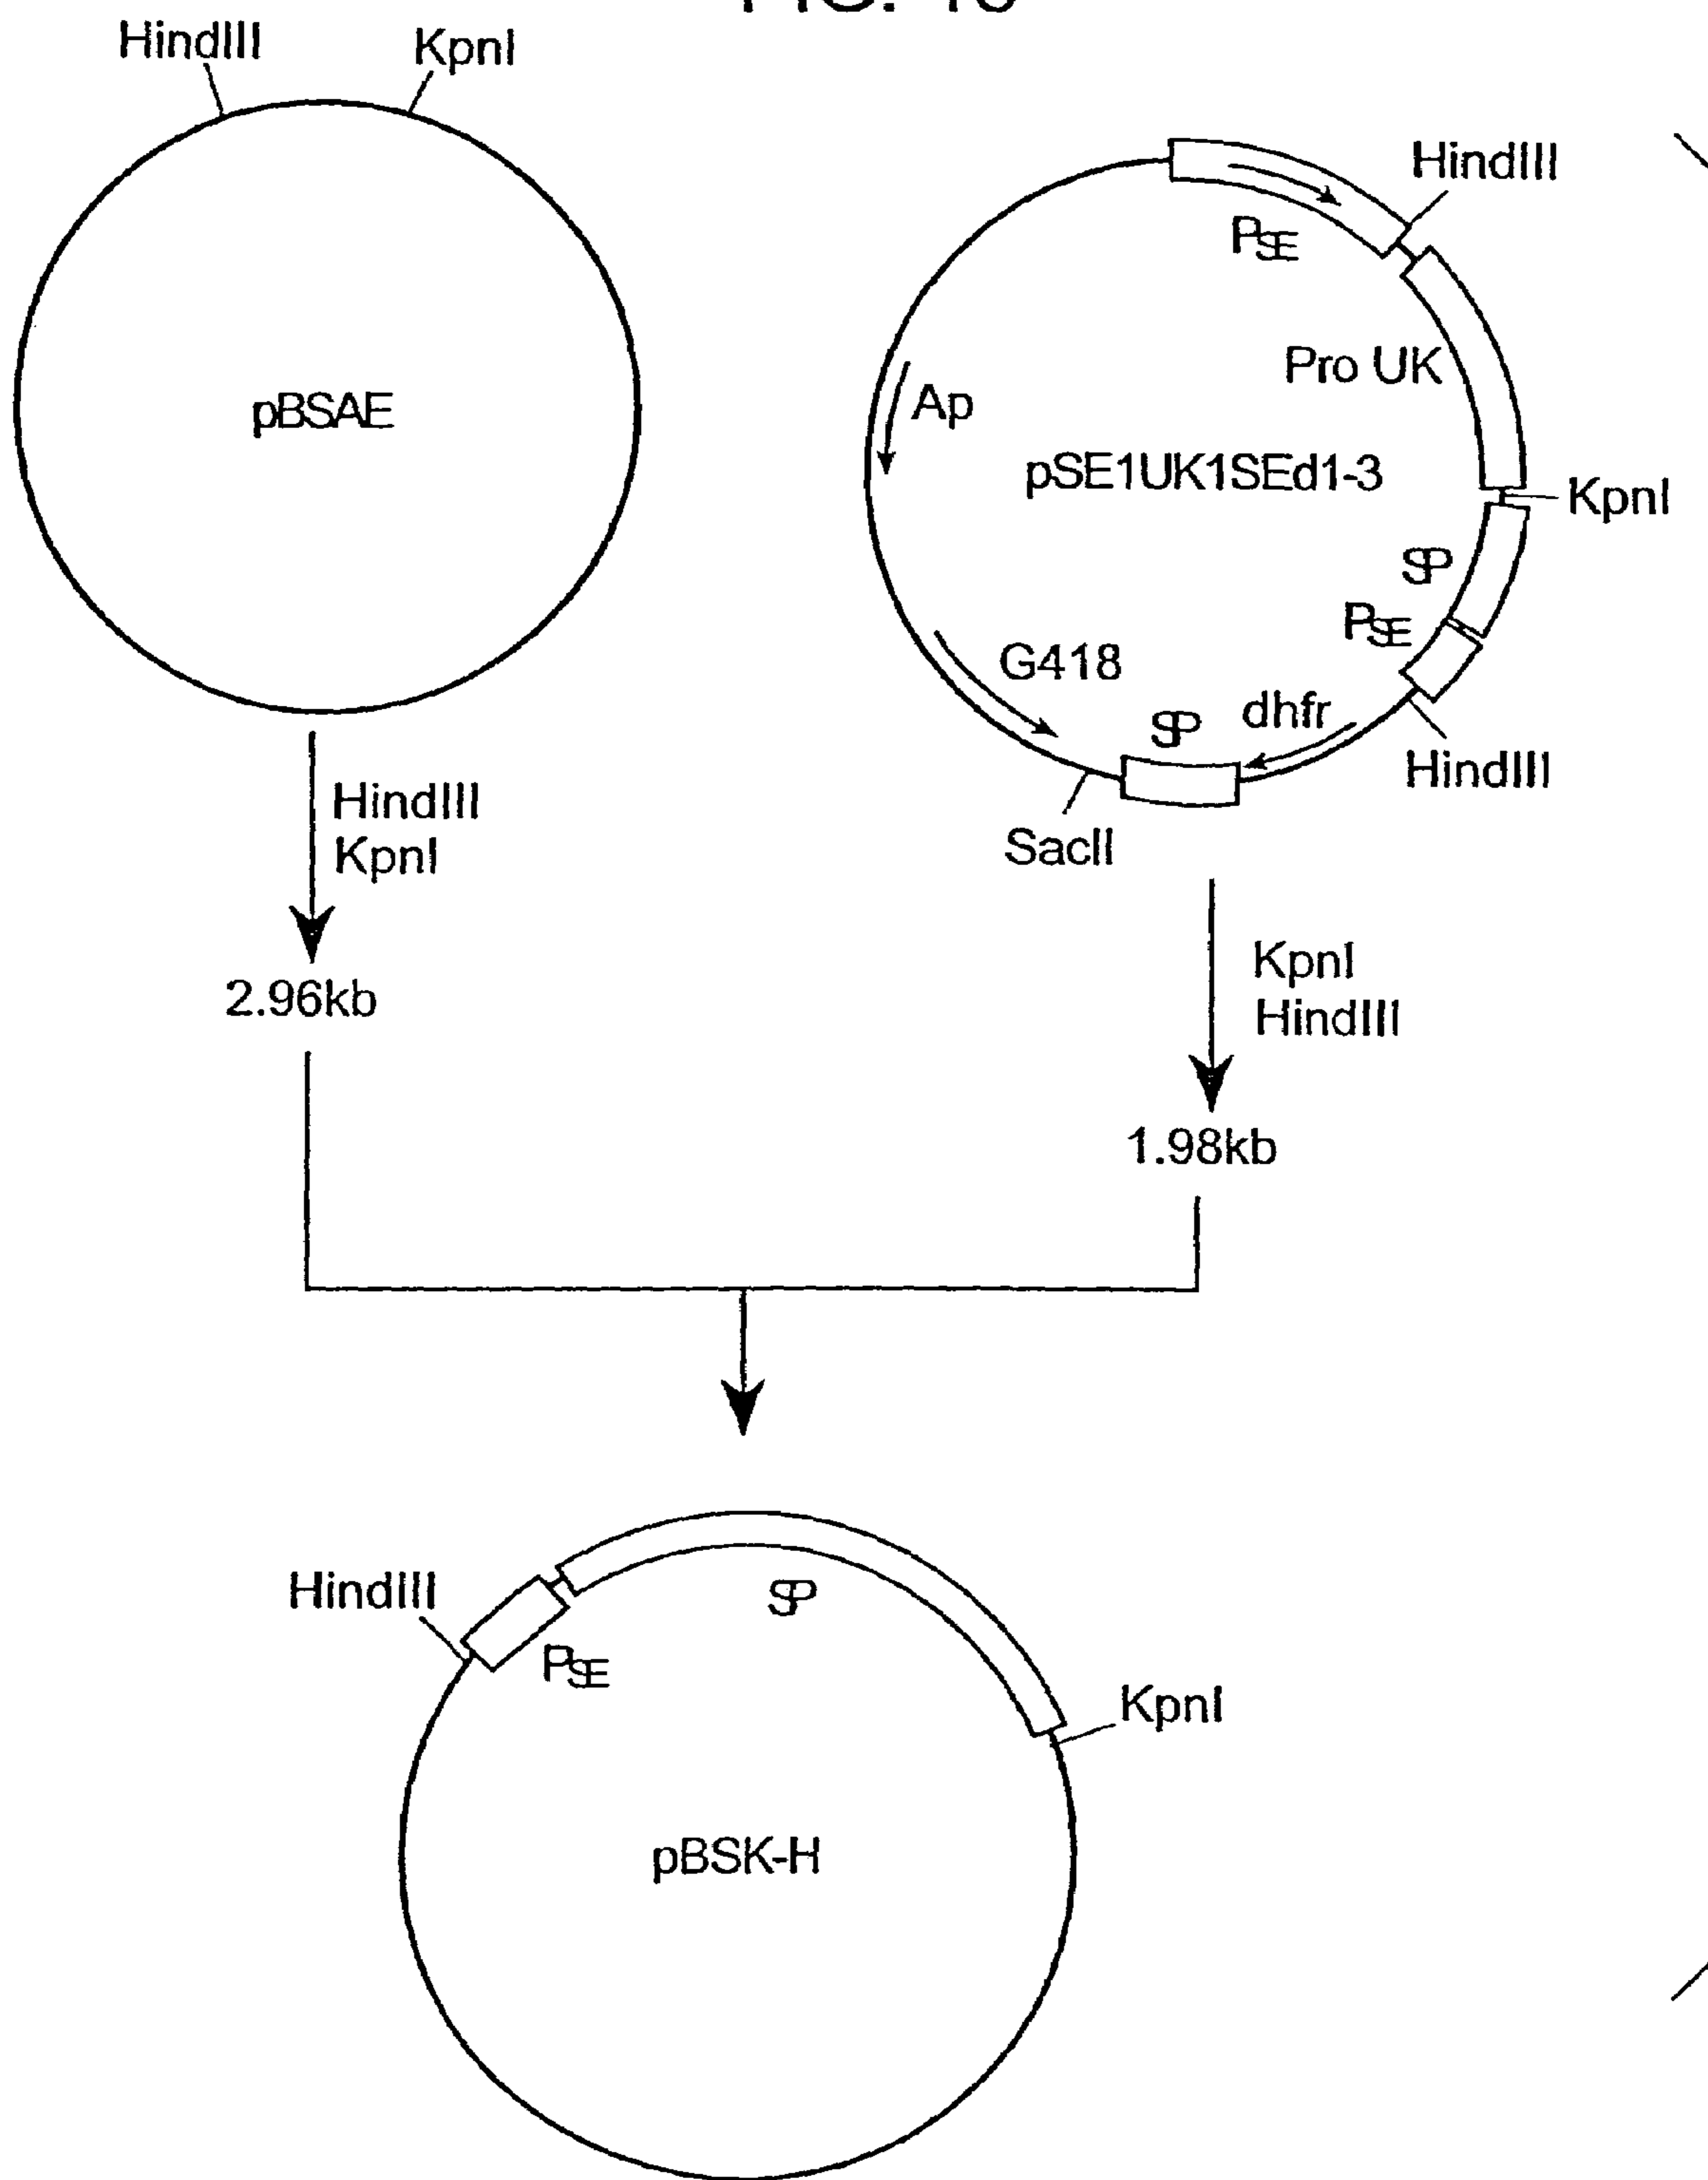 HindIII
KpnI
pBSAE
HindIII
PSE
Pro UK
Ap
pSE1UK1SEd1-3
KpnI
SP
PSE
G418
SP
dhfr
HindIII
SacII
HindIII
KpnI
2.96kb
KpnI
HindIII
1.98kb
HindIII
SP
PSE
KpnI
pBSK-H